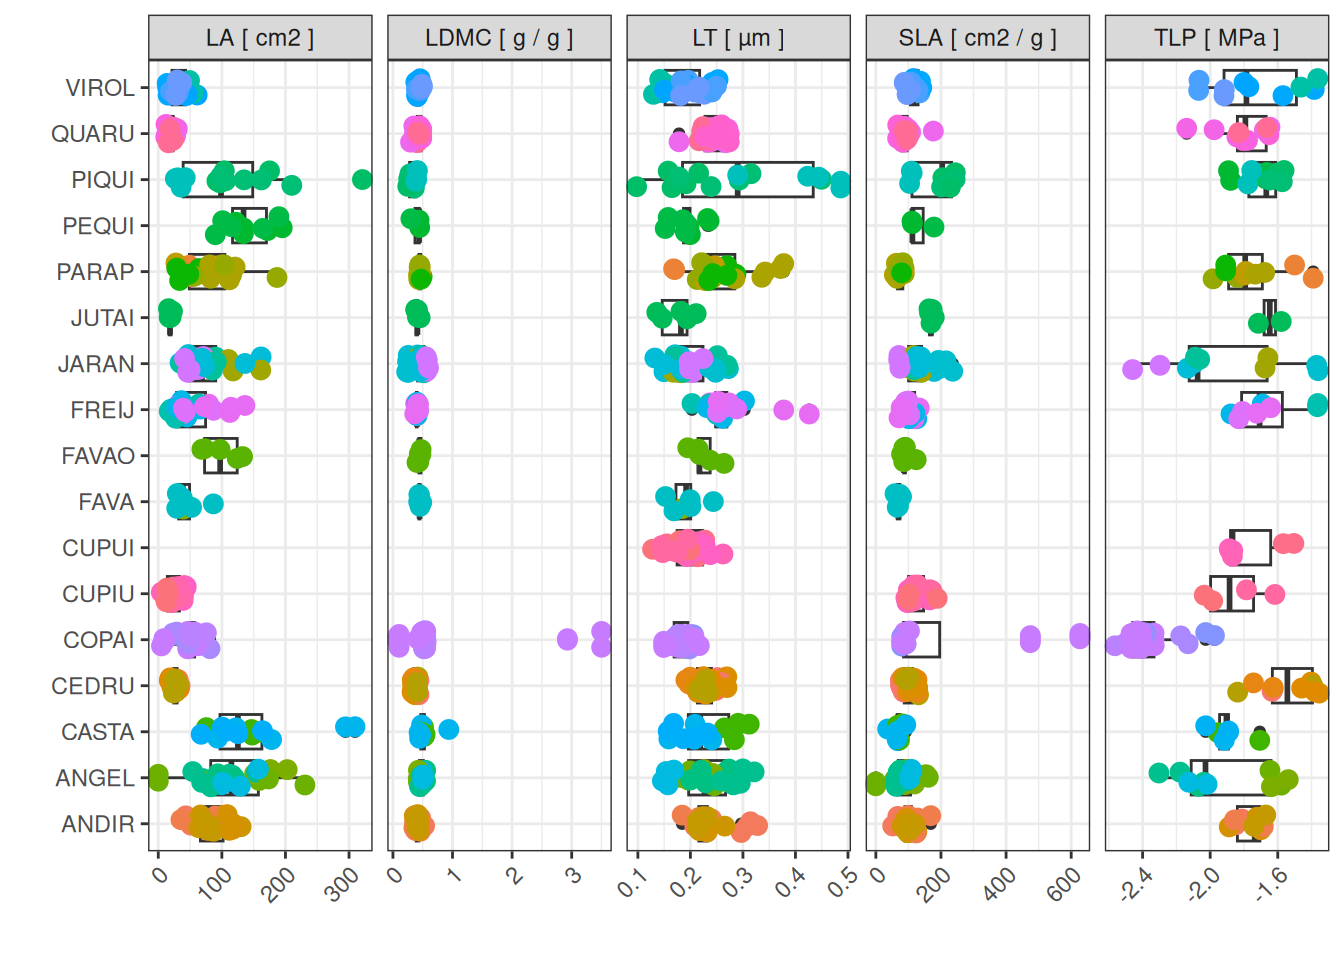 LA [ cm2 ]
LDMC [ g / g ]
LT [ µm ]
SLA [ cm2 / g ]
TLP [ MPa ]
VIROL
QUARU
PIQUI
PEQUI
PARAP
JUTAI
JARAN
FREIJ
FAVAO
FAVA
CUPUI
CUPIU
COPAI
CEDRU
CASTA
ANGEL
ANDIR
0 100 200 300
0 1 2 3
0.1 0.2 0.3 0.4 0.5
0 200 400 600
-2.4 -2.0 -1.6